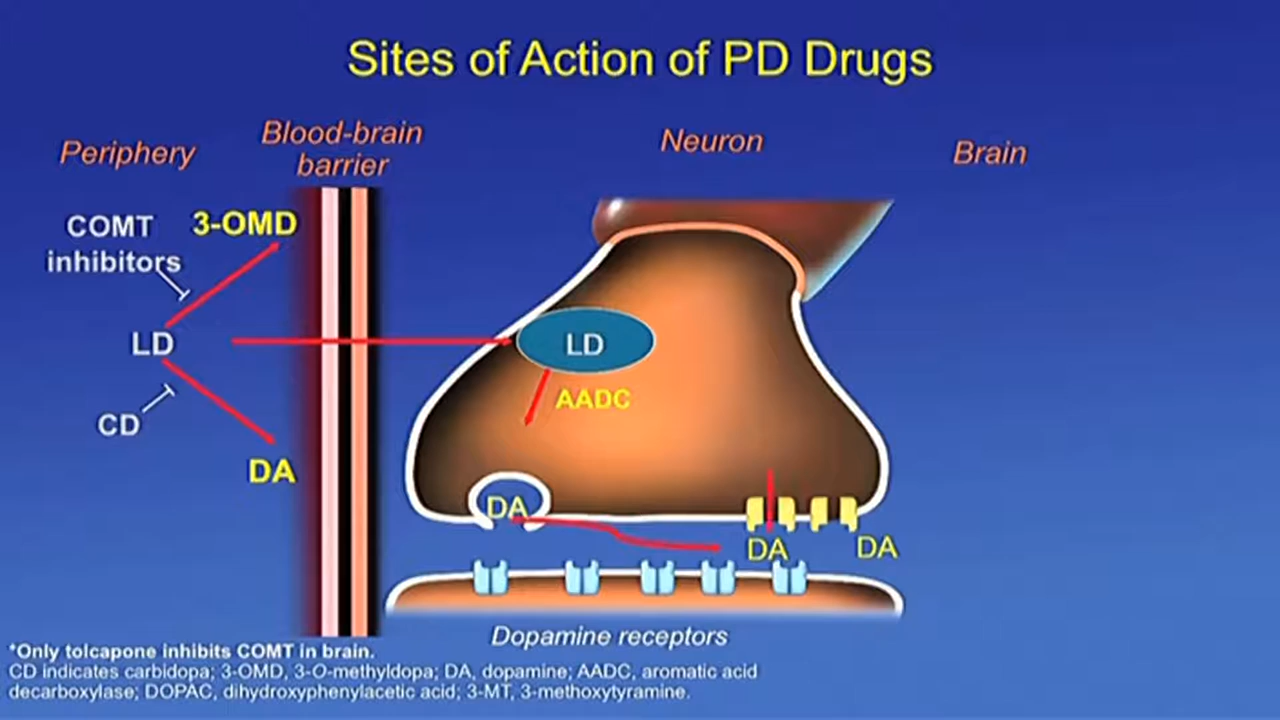 Sites of Action of PD Drugs
Periphery
Blood-brain
barrier
Neuron
Brain
COMT
inhibitors
3-OMD
LD
LD
AADC
CD
DA
DA
DA
DA
Dopamine receptors
*Only tolcapone inhibits COMT in brain.
CD indicates carbidopa; 3-OMD, 3-O-methyldopa; DA, dopamine; AADC, aromatic acid
decarboxylase; DOPAC, dihydroxyphenylacetic acid; 3-MT, 3-methoxytyramine.